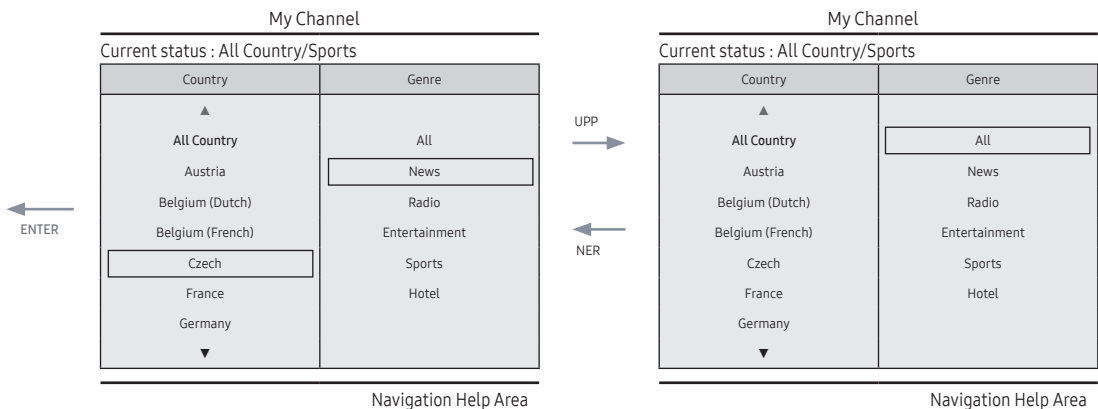 My Channel
Current status : All Country/Sports
Country Genre
▲
All Country All
Austria News
Belgium (Dutch) Radio
Belgium (French) Entertainment
Czech Sports
France Hotel
Germany
▼
Navigation Help Area
ENTER
UPP
NER
My Channel
Current status : All Country/Sports
Country Genre
▲
All Country All
Austria News
Belgium (Dutch) Radio
Belgium (French) Entertainment
Czech Sports
France Hotel
Germany
▼
Navigation Help Area